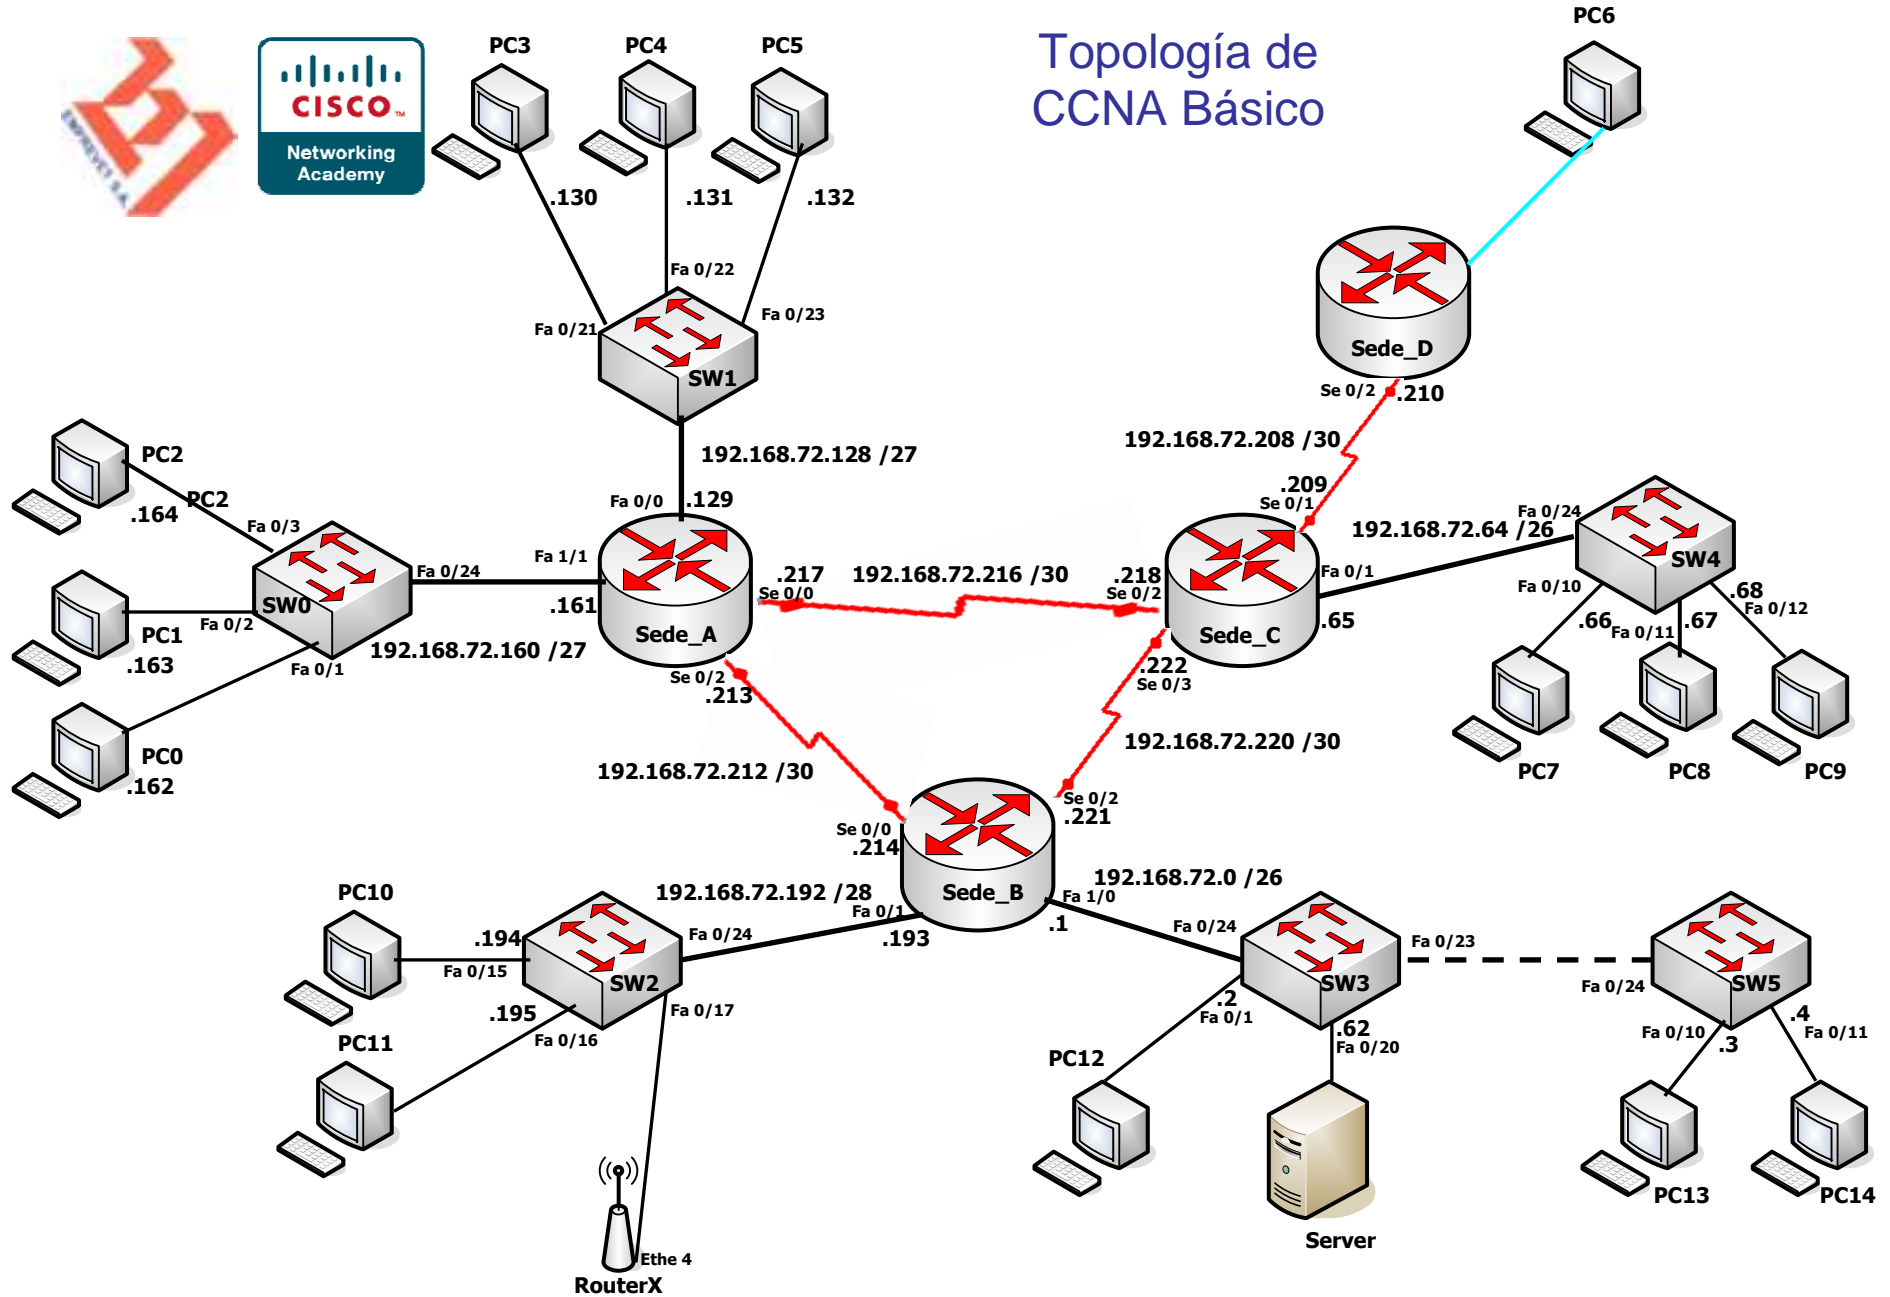 PC6
Topología de
CCNA Básico
PC3
PC4
PC5
CISCO™
Networking
Academy
EMPREVET S.A.
.130
.131
.132
Fa 0/22
Fa 0/21
Fa 0/23
SW1
Sede_D
Se 0/2
.210
192.168.72.208 /30
192.168.72.128 /27
PC2
PC2
.164
Fa 0/3
Fa 0/0
.129
.209
Se 0/1
Fa 0/24
192.168.72.64 /26
SW4
Fa 0/24
Fa 1/1
.217
Se 0/0
192.168.72.216 /30
.218
Se 0/2
Fa 0/1
Fa 0/10
.68
Fa 0/12
SW0
.161
.65
.66
Fa 0/11
.67
PC1
Fa 0/2
.163
Sede_A
Sede_C
192.168.72.160 /27
Fa 0/1
Se 0/2
.213
.222
Se 0/3
192.168.72.220 /30
PC0
.162
192.168.72.212 /30
PC7
PC8
PC9
Se 0/2
.221
Se 0/0
.214
PC10
192.168.72.192 /28
Sede_B
192.168.72.0 /26
Fa 0/1
Fa 1/0
.194
Fa 0/24
.193
.1
Fa 0/24
Fa 0/23
Fa 0/15
SW2
SW3
Fa 0/24
SW5
.195
Fa 0/17
.2
Fa 0/1
.4
PC11
Fa 0/16
.62
Fa 0/20
Fa 0/10
.3
Fa 0/11
PC12
PC13
PC14
Server
Ethe 4
RouterX